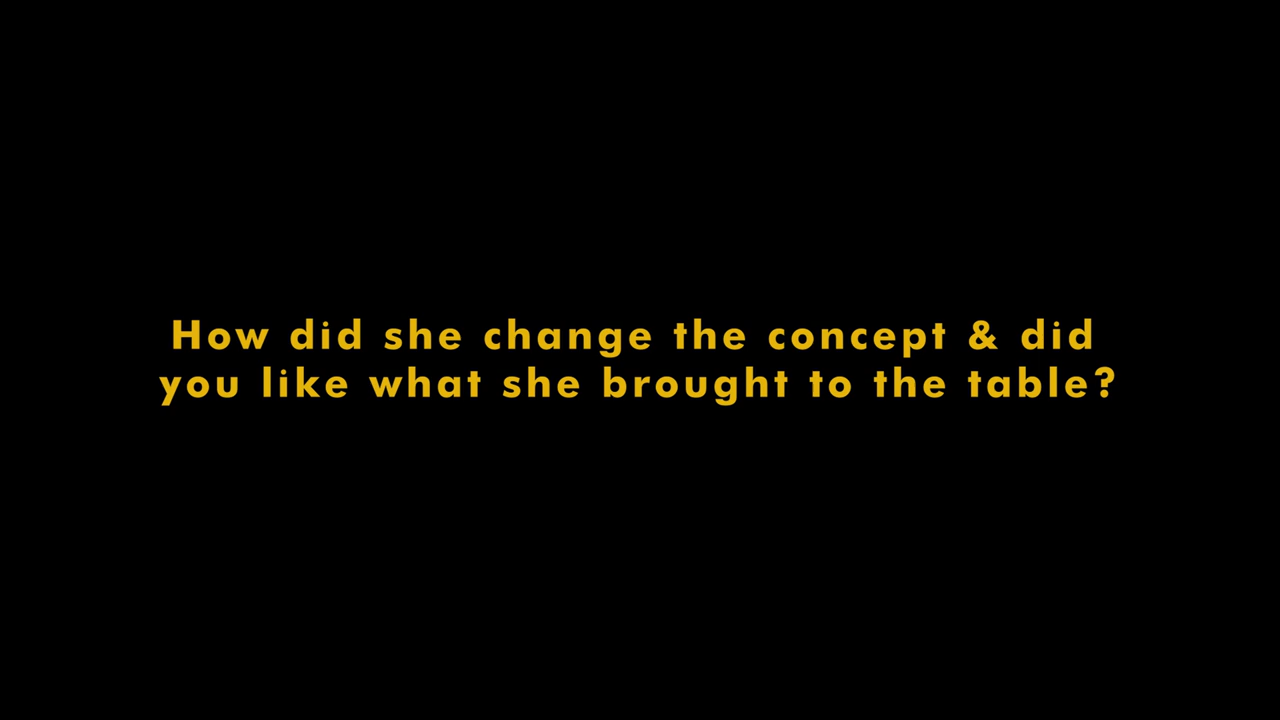 How did she change the concept & did
you like what she brought to the table?